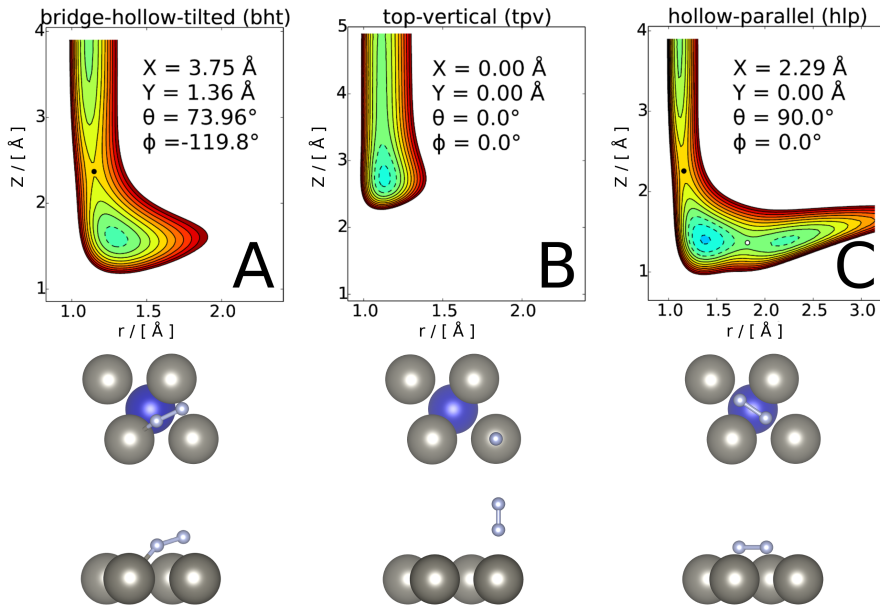 bridge-hollow-tilted (bht)
X = 3.75 Å
Y = 1.36 Å
θ = 73.96°
ϕ =-119.8°
A
Z / [ Å ]
4
3
2
1
1.0 1.5 2.0
r / [ Å ]
top-vertical (tpv)
X = 0.00 Å
Y = 0.00 Å
θ = 0.0°
ϕ = 0.0°
B
Z / [ Å ]
5
4
3
2
1
1.0 1.5 2.0
r / [ Å ]
hollow-parallel (hlp)
X = 2.29 Å
Y = 0.00 Å
θ = 90.0°
ϕ = 0.0°
C
Z / [ Å ]
4
3
2
1
1.0 1.5 2.0 2.5 3.0
r / [ Å ]